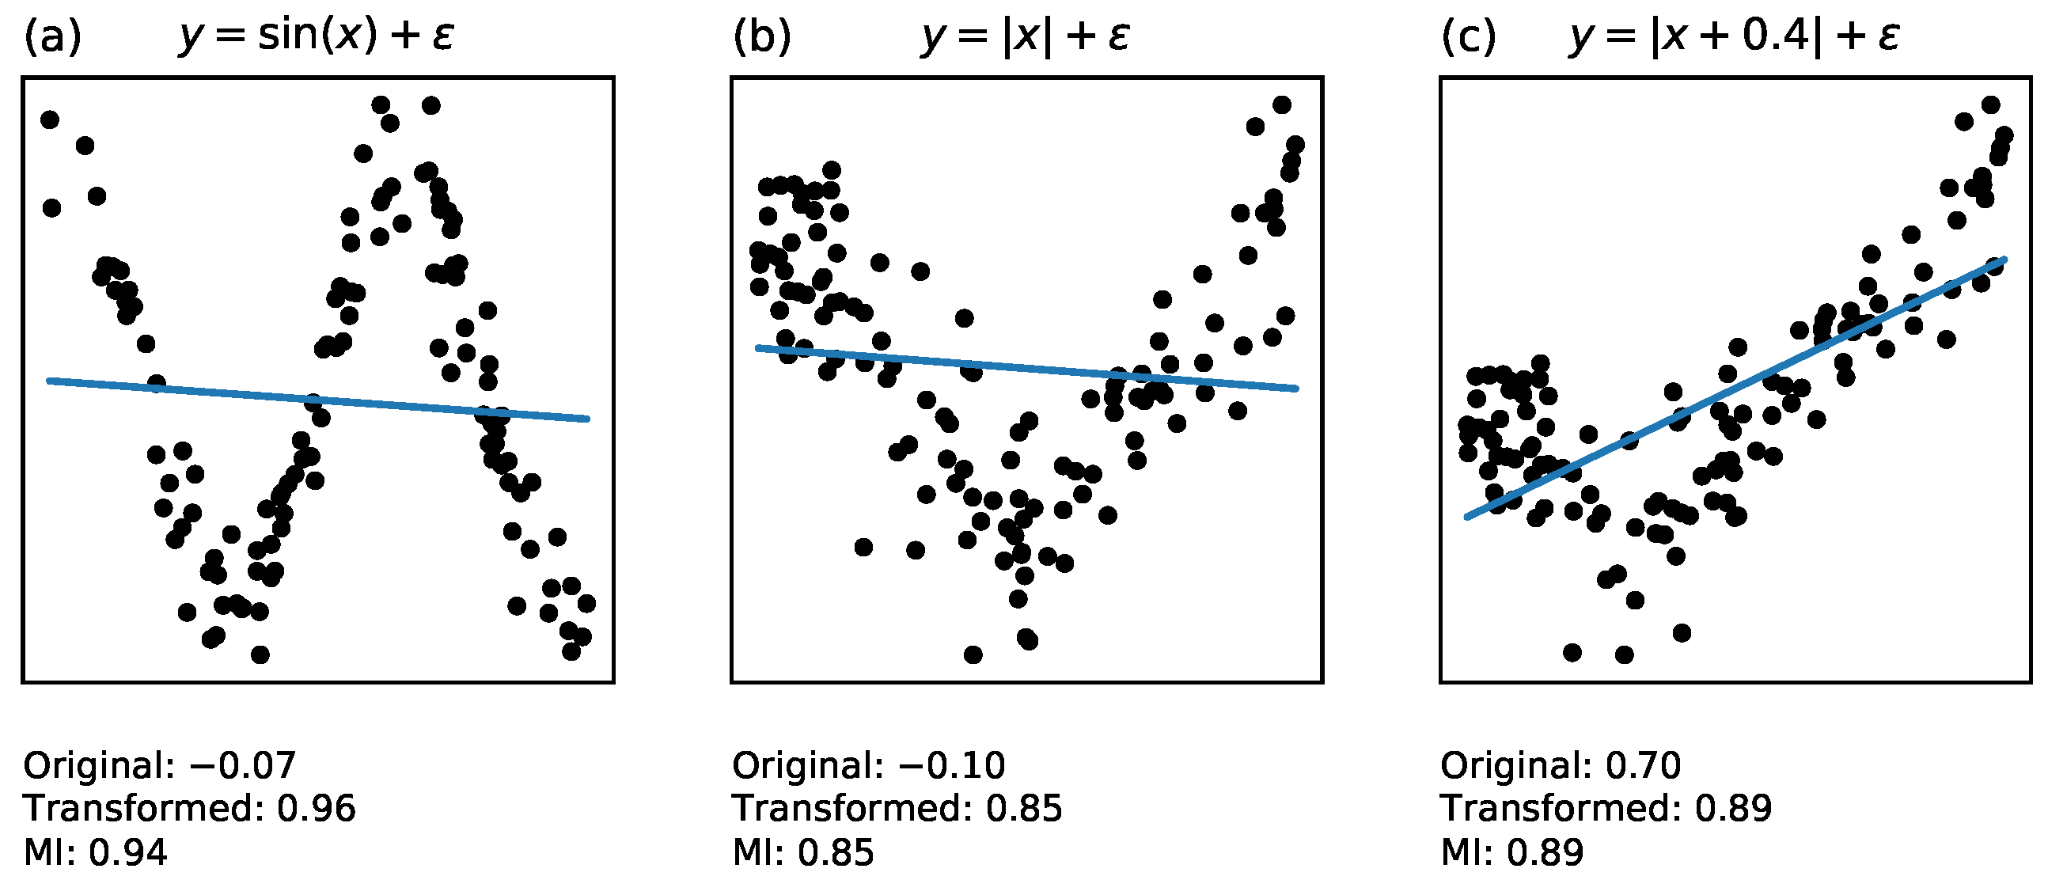 (a) y = sin(x) + ε
(b) y = |x| + ε
(c) y = |x + 0.4| + ε
Original: −0.07
Transformed: 0.96
MI: 0.94
Original: −0.10
Transformed: 0.85
MI: 0.85
Original: 0.70
Transformed: 0.89
MI: 0.89